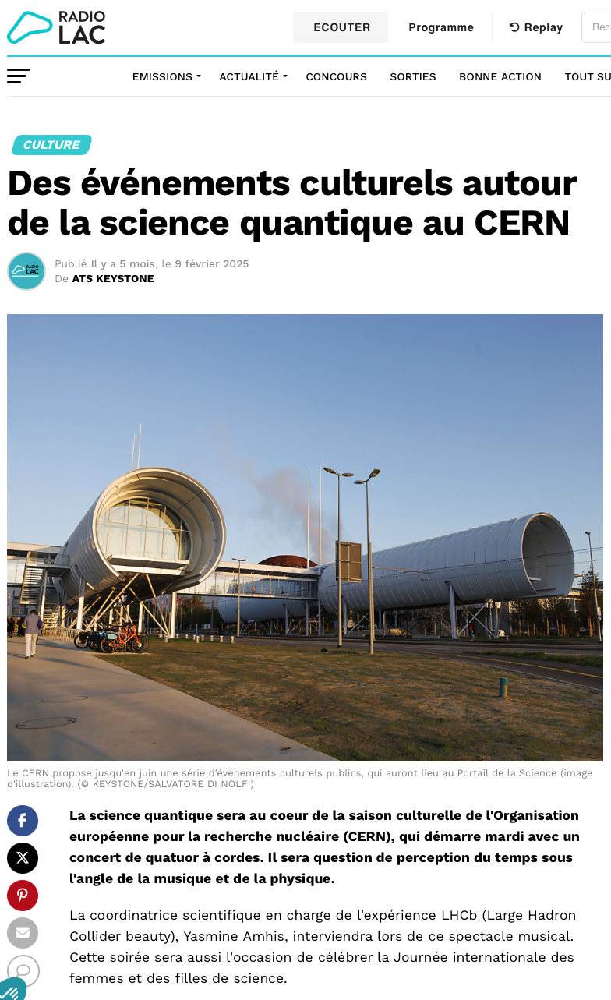 RADIO
LAC
ECOUTER
Programme
Replay
EMISSIONS
ACTUALITÉ
CONCOURS
SORTIES
BONNE ACTION
TOUT
CULTURE
Des événements culturels autour
de la science quantique au CERN
RADIO
LAC
Publié Il y a 5 mois, le 9 février 2025
De ATS KEYSTONE
Le CERN propose jusqu'en juin une série d'événements culturels publics, qui auront lieu au Portail de la Science (image
d'illustration). (© KEYSTONE/SALVATORE DI NOLFI)
La science quantique sera au coeur de la saison culturelle de l'Organisation
européenne pour la recherche nucléaire (CERN), qui démarre mardi avec un
concert de quatuor à cordes. Il sera question de perception du temps sous
l'angle de la musique et de la physique.
La coordinatrice scientifique en charge de l'expérience LHCb (Large Hadron
Collider beauty), Yasmine Amhis, interviendra lors de ce spectacle musical.
Cette soirée sera aussi l'occasion de célébrer la Journée internationale des
femmes et des filles de science.